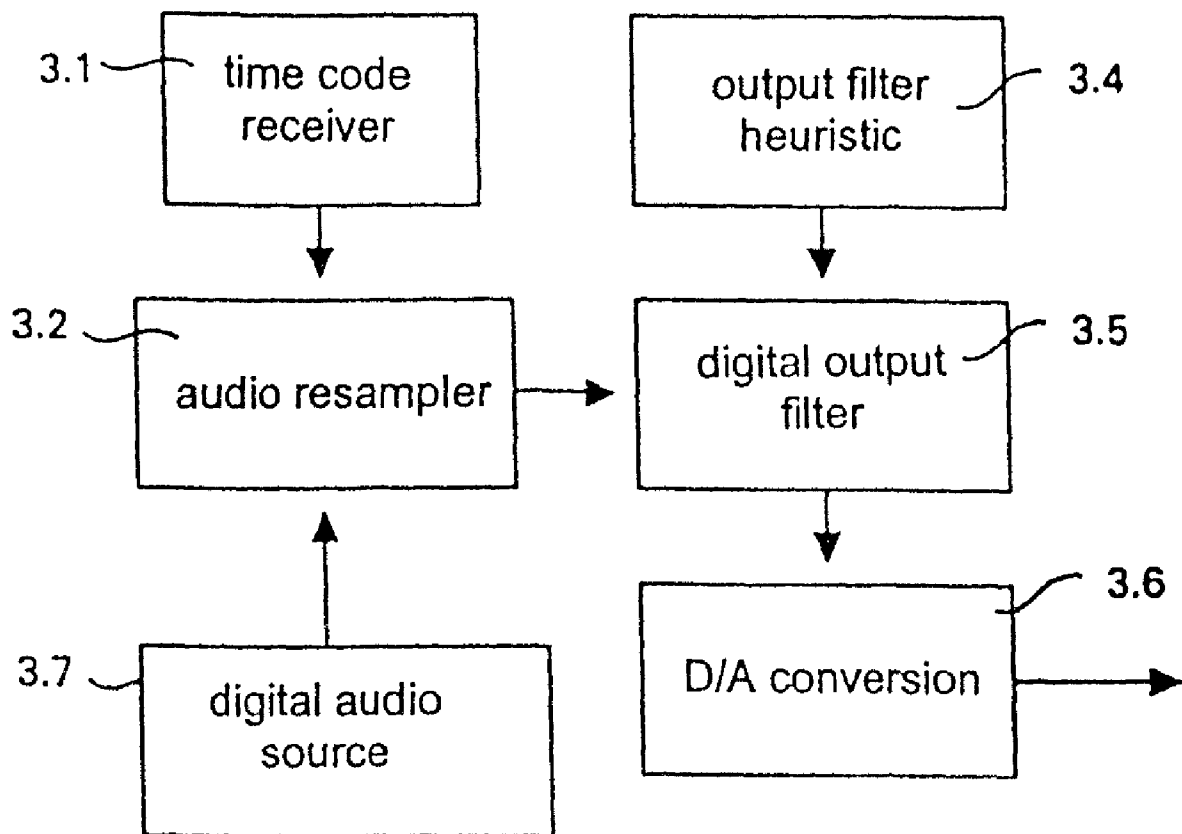 3.1
time code
receiver
output filter
heuristic
3.4
3.2
audio resampler
digital output
filter
3.5
3.7
digital audio
source
D/A conversion
3.6